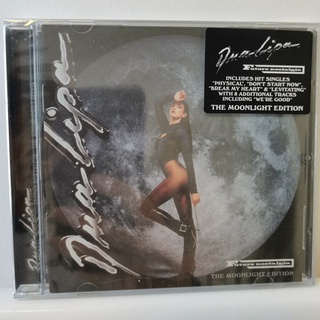 Dua Lipa
Dua Lipa
Future nostalgia
INCLUDES HIT SINGLES
"PHYSICAL", "DON'T START NOW",
"BREAK MY HEART" & "LEVITATING"
WITH 8 ADDITIONAL TRACKS
INCLUDING "WE'RE GOOD"
THE MOONLIGHT EDITION
Dua Lipa
Future nostalgia
THE MOONLIGHT EDITION